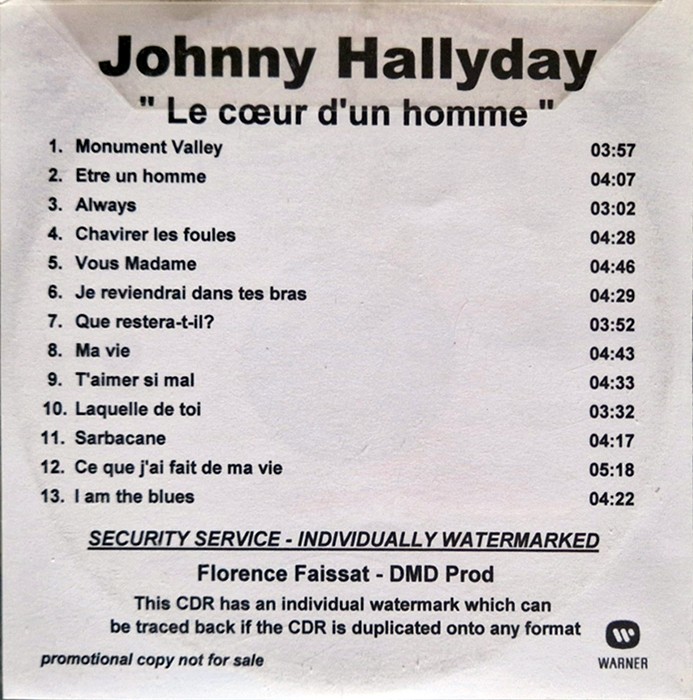 Johnny Hallyday
" Le cœur d'un homme "
1. Monument Valley 03:57
2. Etre un homme 04:07
3. Always 03:02
4. Chavirer les foules 04:28
5. Vous Madame 04:46
6. Je reviendrai dans tes bras 04:29
7. Que restera-t-il? 03:52
8. Ma vie 04:43
9. T'aimer si mal 04:33
10. Laquelle de toi 03:32
11. Sarbacane 04:17
12. Ce que j'ai fait de ma vie 05:18
13. I am the blues 04:22
SECURITY SERVICE - INDIVIDUALLY WATERMARKED
Florence Faissat - DMD Prod
This CDR has an individual watermark which can
be traced back if the CDR is duplicated onto any format
promotional copy not for sale
WARNER